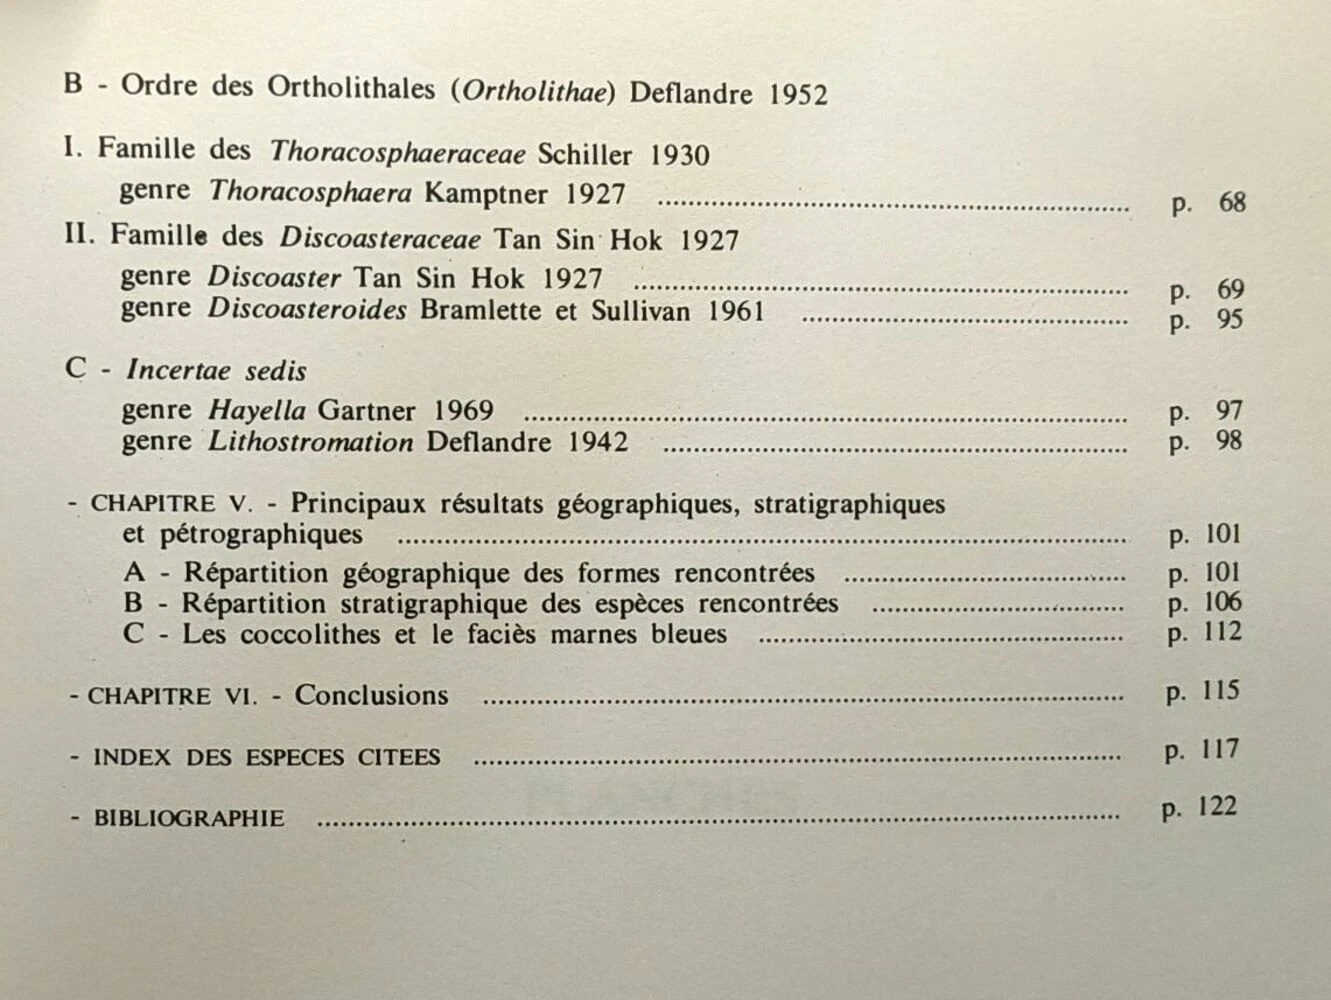 B - Ordre des Ortholithales (Ortholithae) Deflandre 1952
I. Famille des Thoracosphaeraceae Schiller 1930
genre Thoracosphaera Kamptner 1927 ........ p. 68
II. Famille des Discoasteraceae Tan Sin Hok 1927
genre Discoaster Tan Sin Hok 1927 ........ p. 69
genre Discoasteroides Bramlette et Sullivan 1961 ........ p. 95
C - Incertae sedis
genre Hayella Gartner 1969 ........ p. 97
genre Lithostromation Deflandre 1942 ........ p. 98
- CHAPITRE V. - Principaux résultats géographiques, stratigraphiques
et pétrographiques ........ p. 101
A - Répartition géographique des formes rencontrées ........ p. 101
B - Répartition stratigraphique des espèces rencontrées ........ p. 106
C - Les coccolithes et le faciès marnes bleues ........ p. 112
- CHAPITRE VI. - Conclusions ........ p. 115
- INDEX DES ESPECES CITEES ........ p. 117
- BIBLIOGRAPHIE ........ p. 122